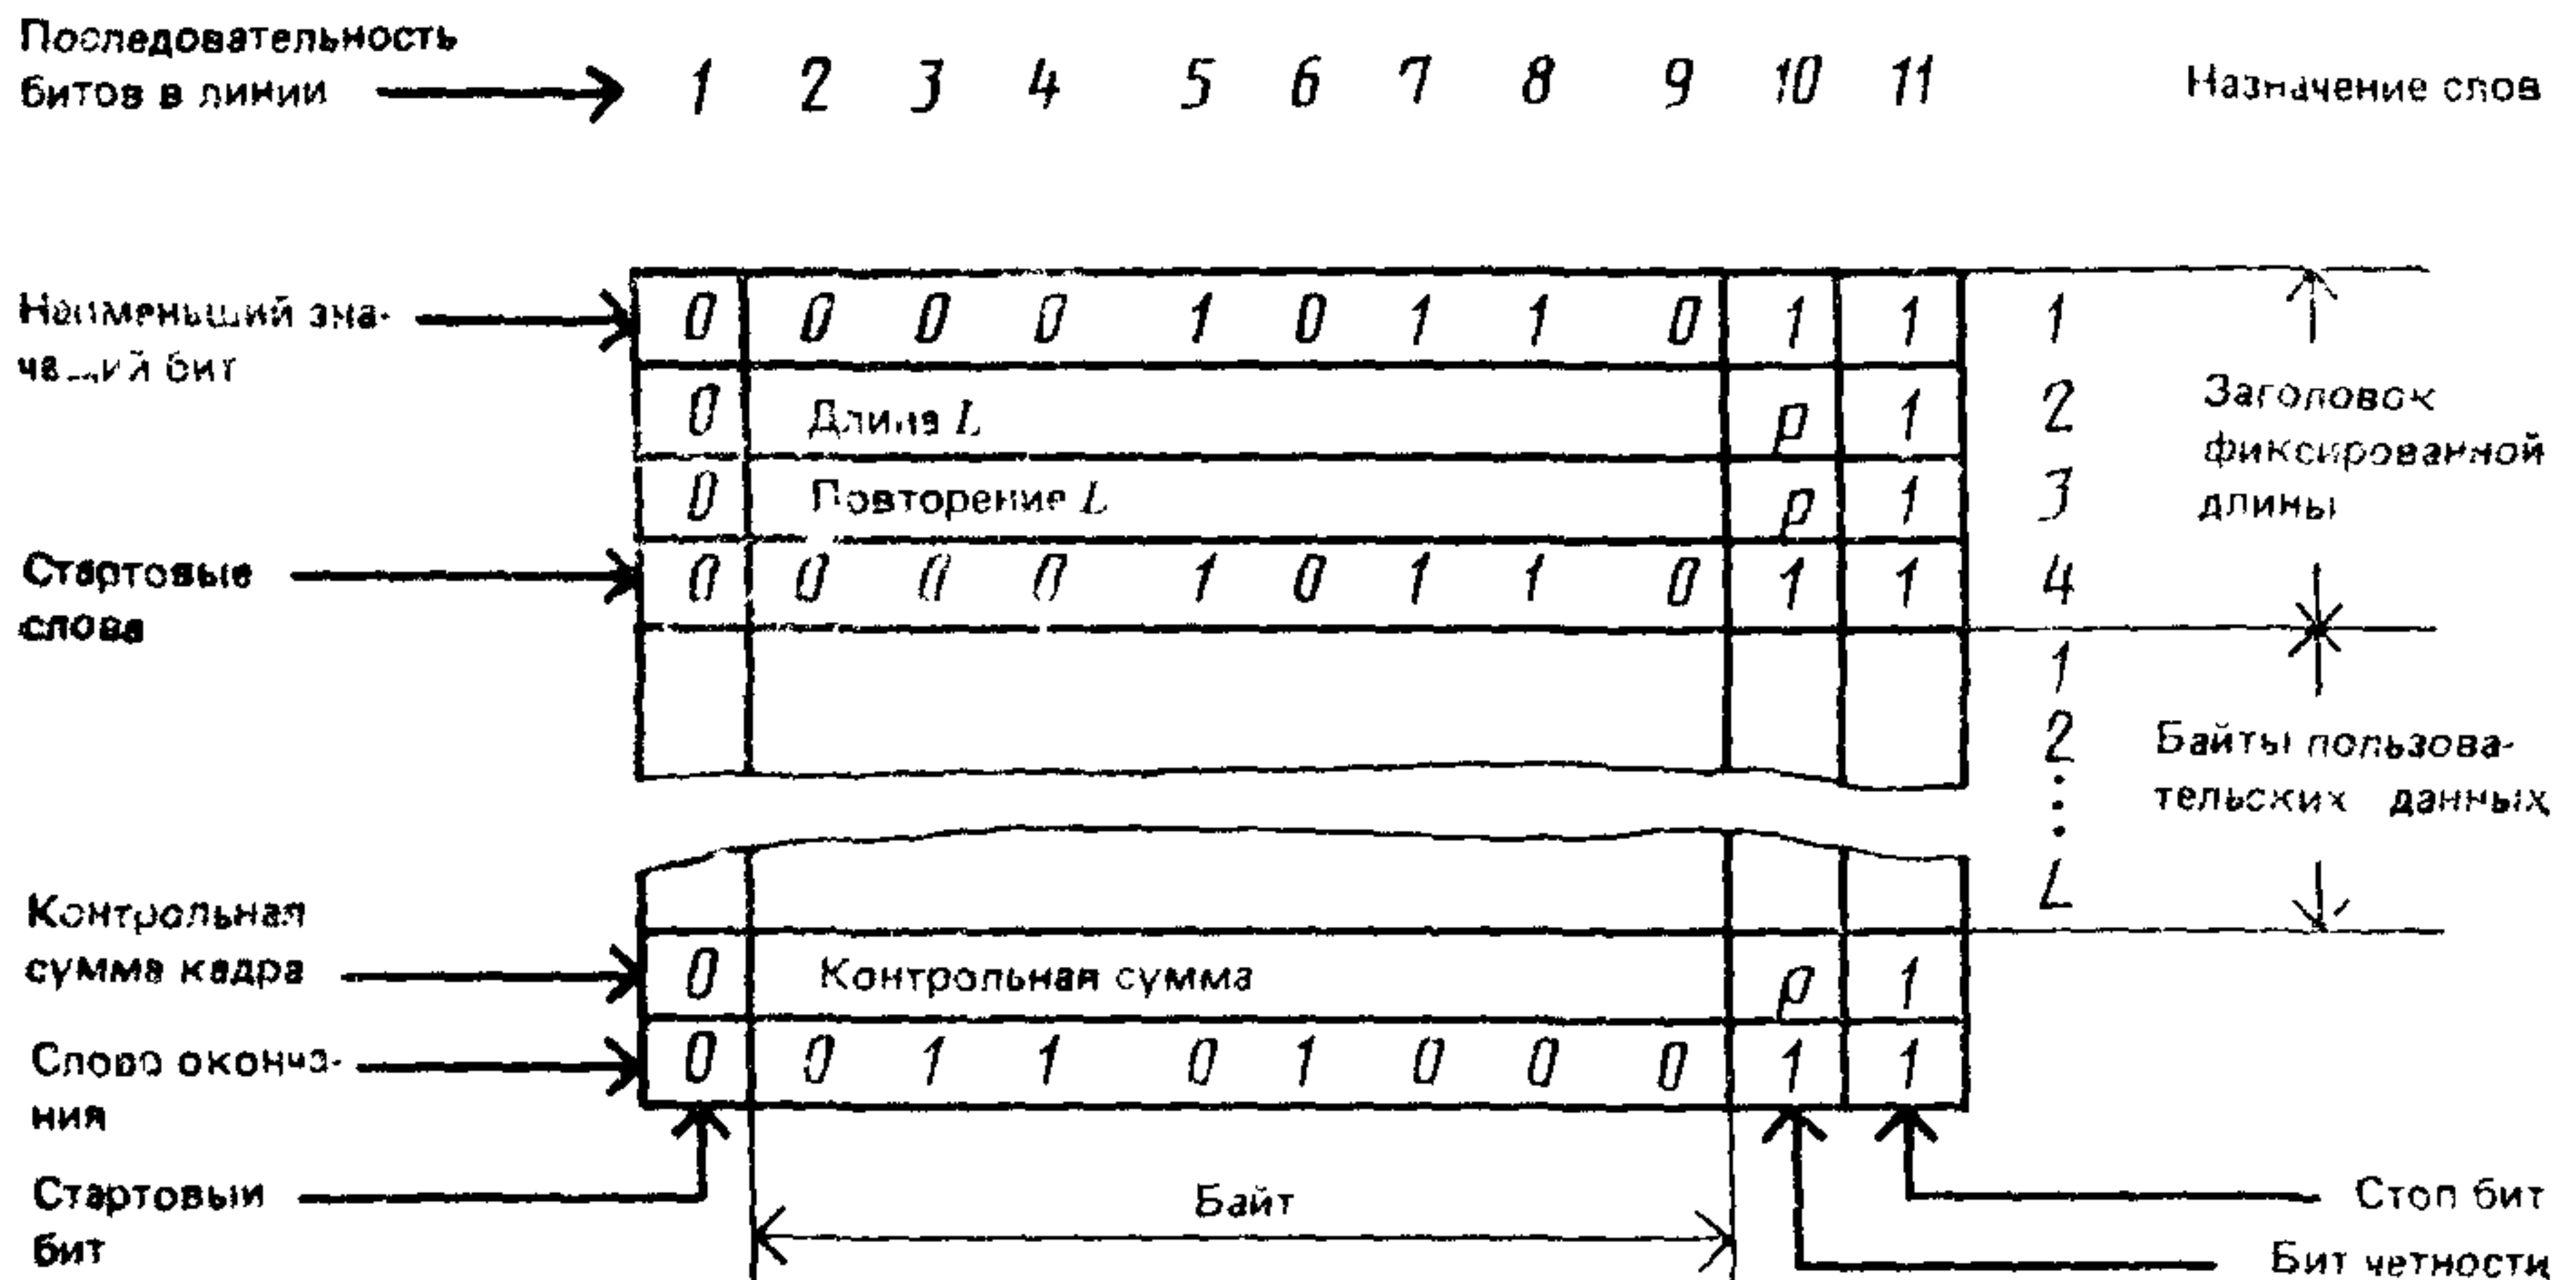 Последовательность
битов в линии 1 2 3 4 5 6 7 8 9 10 11 Назначение слов
Наименьший зна-
чащий бит
0 0 0 0 1 0 1 1 0 1 1 1
0 Длина L p 1 2
0 Повторение L p 1 3
Заголовок
фиксированной
длины
Стартовые
слова
0 0 0 0 1 0 1 1 0 1 1 4
1
2
L
Байты пользова-
тельских данных
Контрольная
сумма кадра
0 Контрольная сумма p 1
Слово оконча-
ния
0 0 1 1 0 1 0 0 0 1 1
Стартовый
бит
Байт
Стоп бит
Бит четности